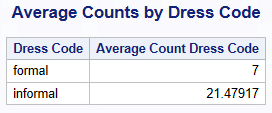 Average Counts by Dress Code
Dress Code Average Count Dress Code
formal 7
informal 21.47917